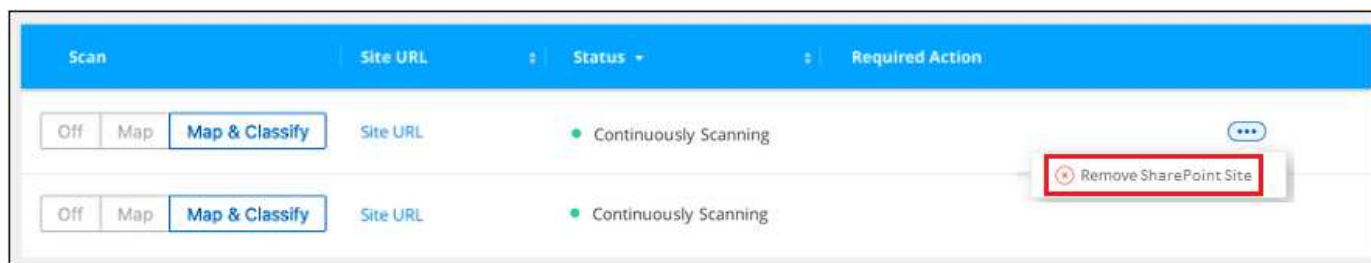 Scan Site URL Status Required Action
Off Map Map & Classify Site URL Continuously Scanning
Remove SharePoint Site
Off Map Map & Classify Site URL Continuously Scanning